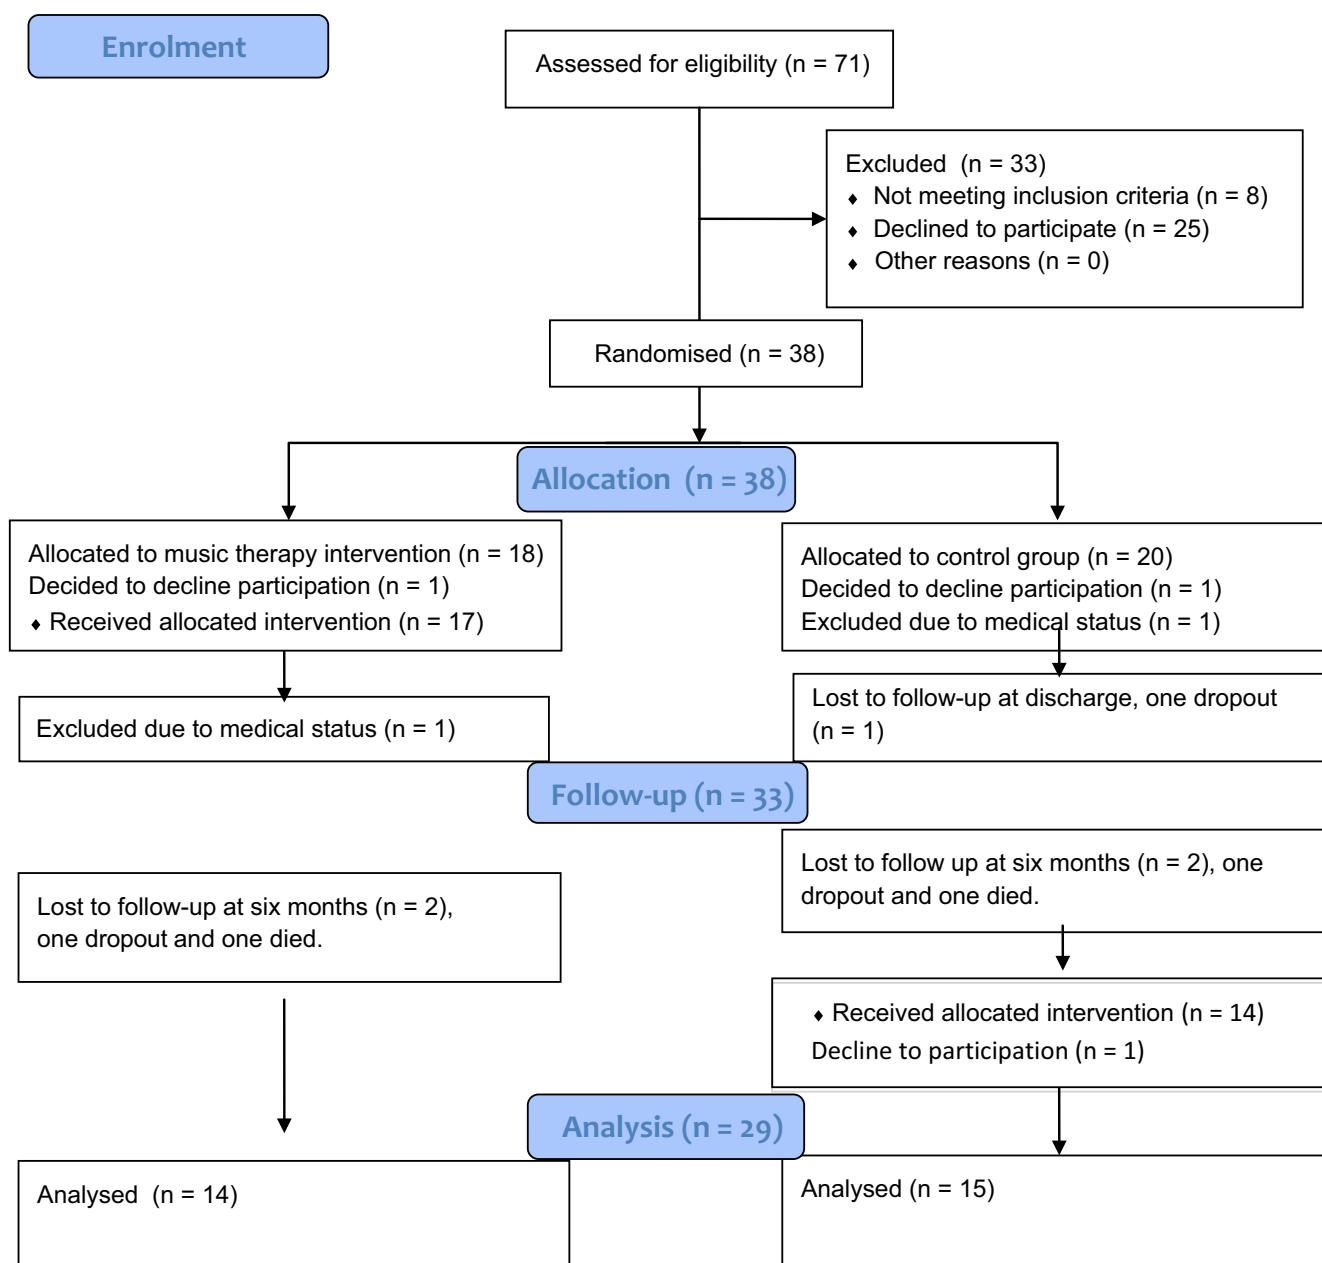 Enrolment
Assessed for eligibility (n = 71)
Excluded (n = 33)
♦ Not meeting inclusion criteria (n = 8)
♦ Declined to participate (n = 25)
♦ Other reasons (n = 0)
Randomised (n = 38)
Allocation (n = 38)
Allocated to music therapy intervention (n = 18)
Decided to decline participation (n = 1)
♦ Received allocated intervention (n = 17)
Allocated to control group (n = 20)
Decided to decline participation (n = 1)
Excluded due to medical status (n = 1)
Excluded due to medical status (n = 1)
Lost to follow-up at discharge, one dropout
(n = 1)
Follow-up (n = 33)
Lost to follow-up at six months (n = 2),
one dropout and one died.
Lost to follow up at six months (n = 2), one
dropout and one died.
♦ Received allocated intervention (n = 14)
Decline to participation (n = 1)
Analysis (n = 29)
Analysed (n = 14)
Analysed (n = 15)